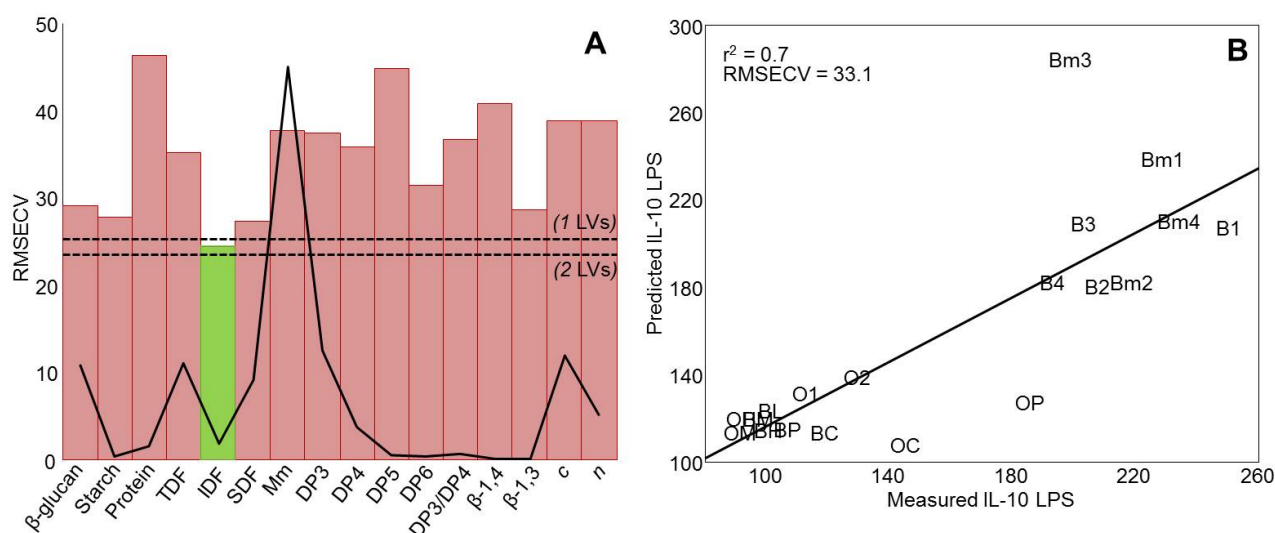 50
40
30
20
10
0
RMSECV
A
(1 LVs)
(2 LVs)
β-glucan
Starch
Protein
TDF
IDF
SDF
Mm
DP3
DP4
DP5
DP6
DP3/DP4
β-1,4
β-1,3
c
n
B
r² = 0.7
RMSECV = 33.1
300
260
220
180
140
100
Predicted IL-10 LPS
Bm3
Bm1
B3
Bm4
B1
B4
B2
Bm2
O1
O2
OP
BL
BP
BC
OC
OM
100
140
180
220
260
Measured IL-10 LPS